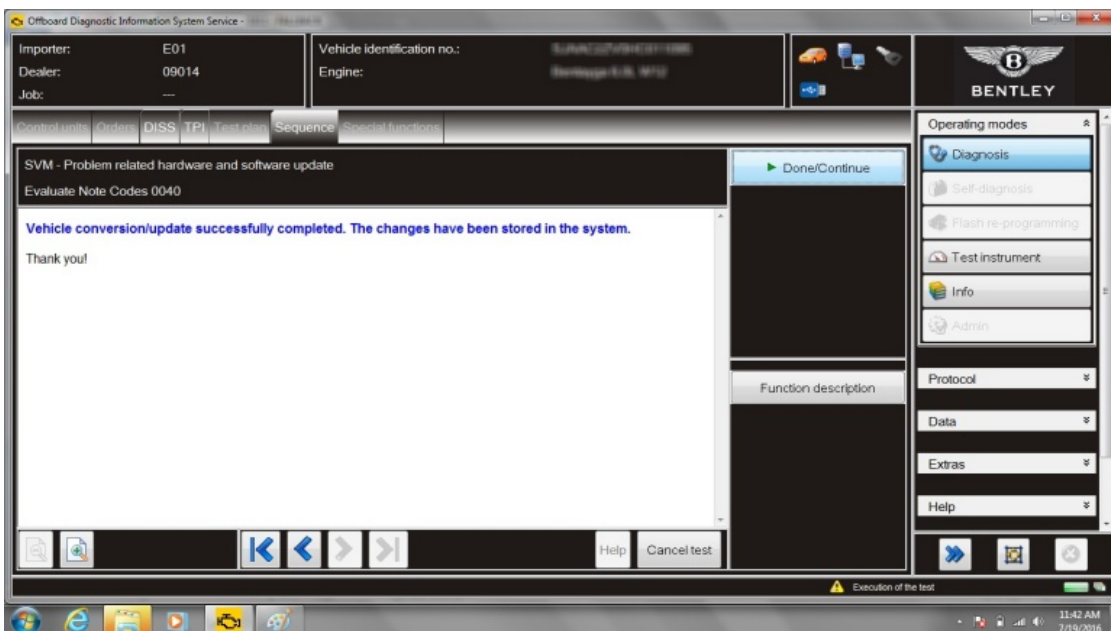 Offboard Diagnostic Information System Service -
Importer: E01
Dealer: 09014
Job: ---
Vehicle identification no.:
Engine:
BENTLEY
Control units Orders DISS TPI Test plan Sequence Special functions
SVM - Problem related hardware and software update
Evaluate Note Codes 0040
Vehicle conversion/update successfully completed. The changes have been stored in the system.
Thank you!
Done/Continue
Function description
Operating modes
Diagnosis
Self-diagnosis
Flash re-programming
Test instrument
Info
Admin
Protocol
Data
Extras
Help
Help Cancel test
Execution of the test
11:42 AM
7/19/2016